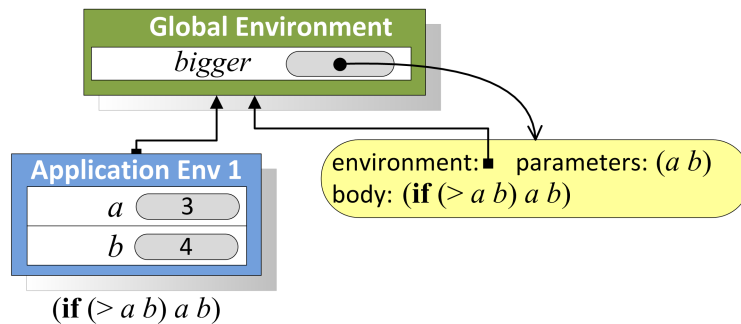 Global Environment
bigger
Application Env 1
a 3
b 4
(if (> a b) a b)
environment: parameters: (a b)
body: (if (> a b) a b)